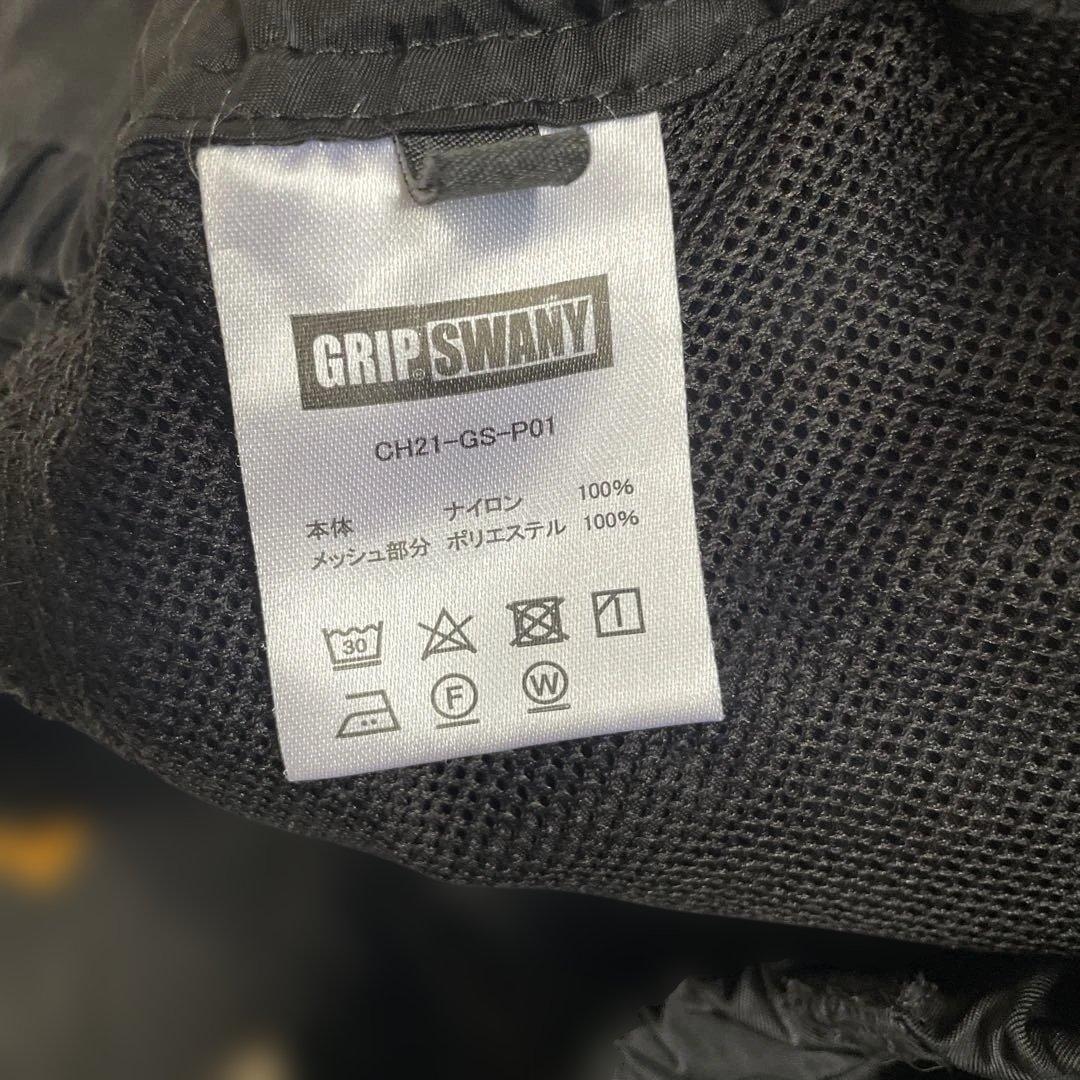 GRIP SWANY
CH21-GS-P01
本体 ナイロン 100%
メッシュ部分 ポリエステル 100%
30
F W